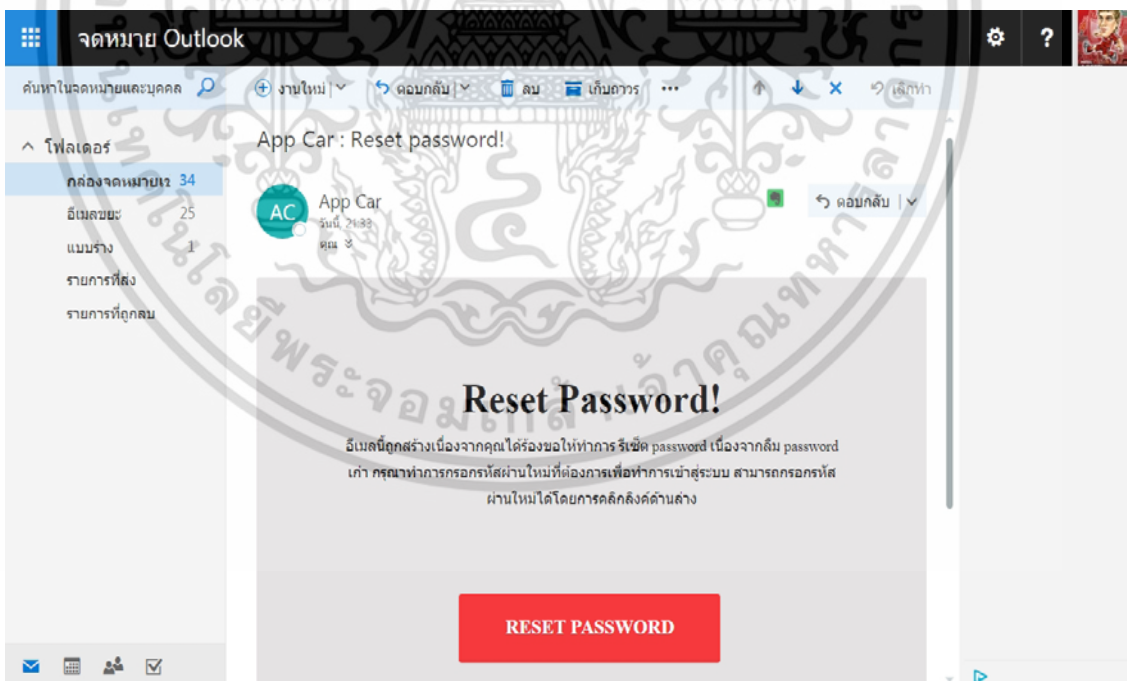 จดหมาย Outlook
?
ค้นหาในจดหมายและบุคคล
งานใหม่
ตอบกลับ
ลบ
เก็บถาวร
เลิกทำ
โฟลเดอร์
กล่องจดหมายเข 34
อีเมลขยะ 25
แบบร่าง 1
รายการที่ส่ง
รายการที่ถูกลบ
App Car : Reset password!
AC
App Car
วันนี้, 21:33
คุณ
ตอบกลับ
Reset Password!
อีเมลนี้ถูกสร้างเนื่องจากคุณได้ร้องขอให้ทำการ รีเซ็ต password เนื่องจากลืม password
เก่า กรุณาทำการกรอกรหัสผ่านใหม่ที่ต้องการเพื่อทำการเข้าสู่ระบบ สามารถกรอกรหัส
ผ่านใหม่ได้โดยการคลิกลิงค์ด้านล่าง
RESET PASSWORD